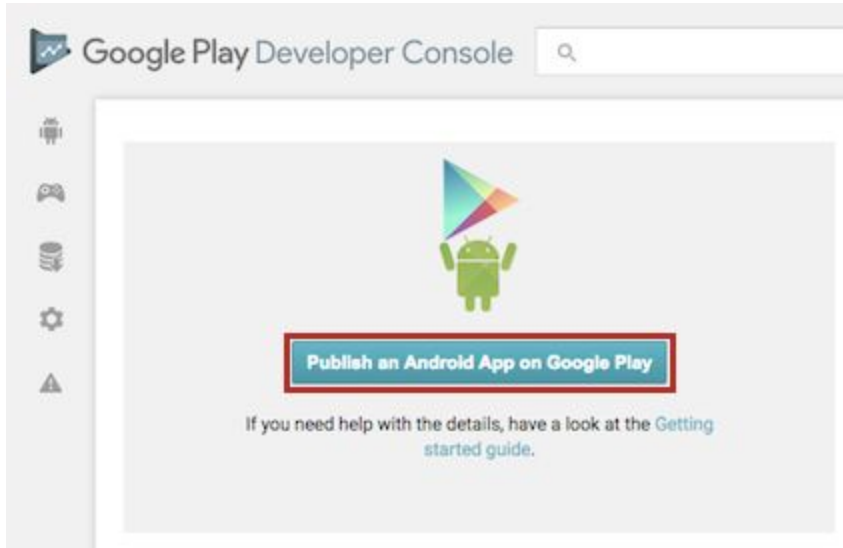 Google Play Developer Console
Publish an Android App on Google Play
If you need help with the details, have a look at the Getting
started guide.